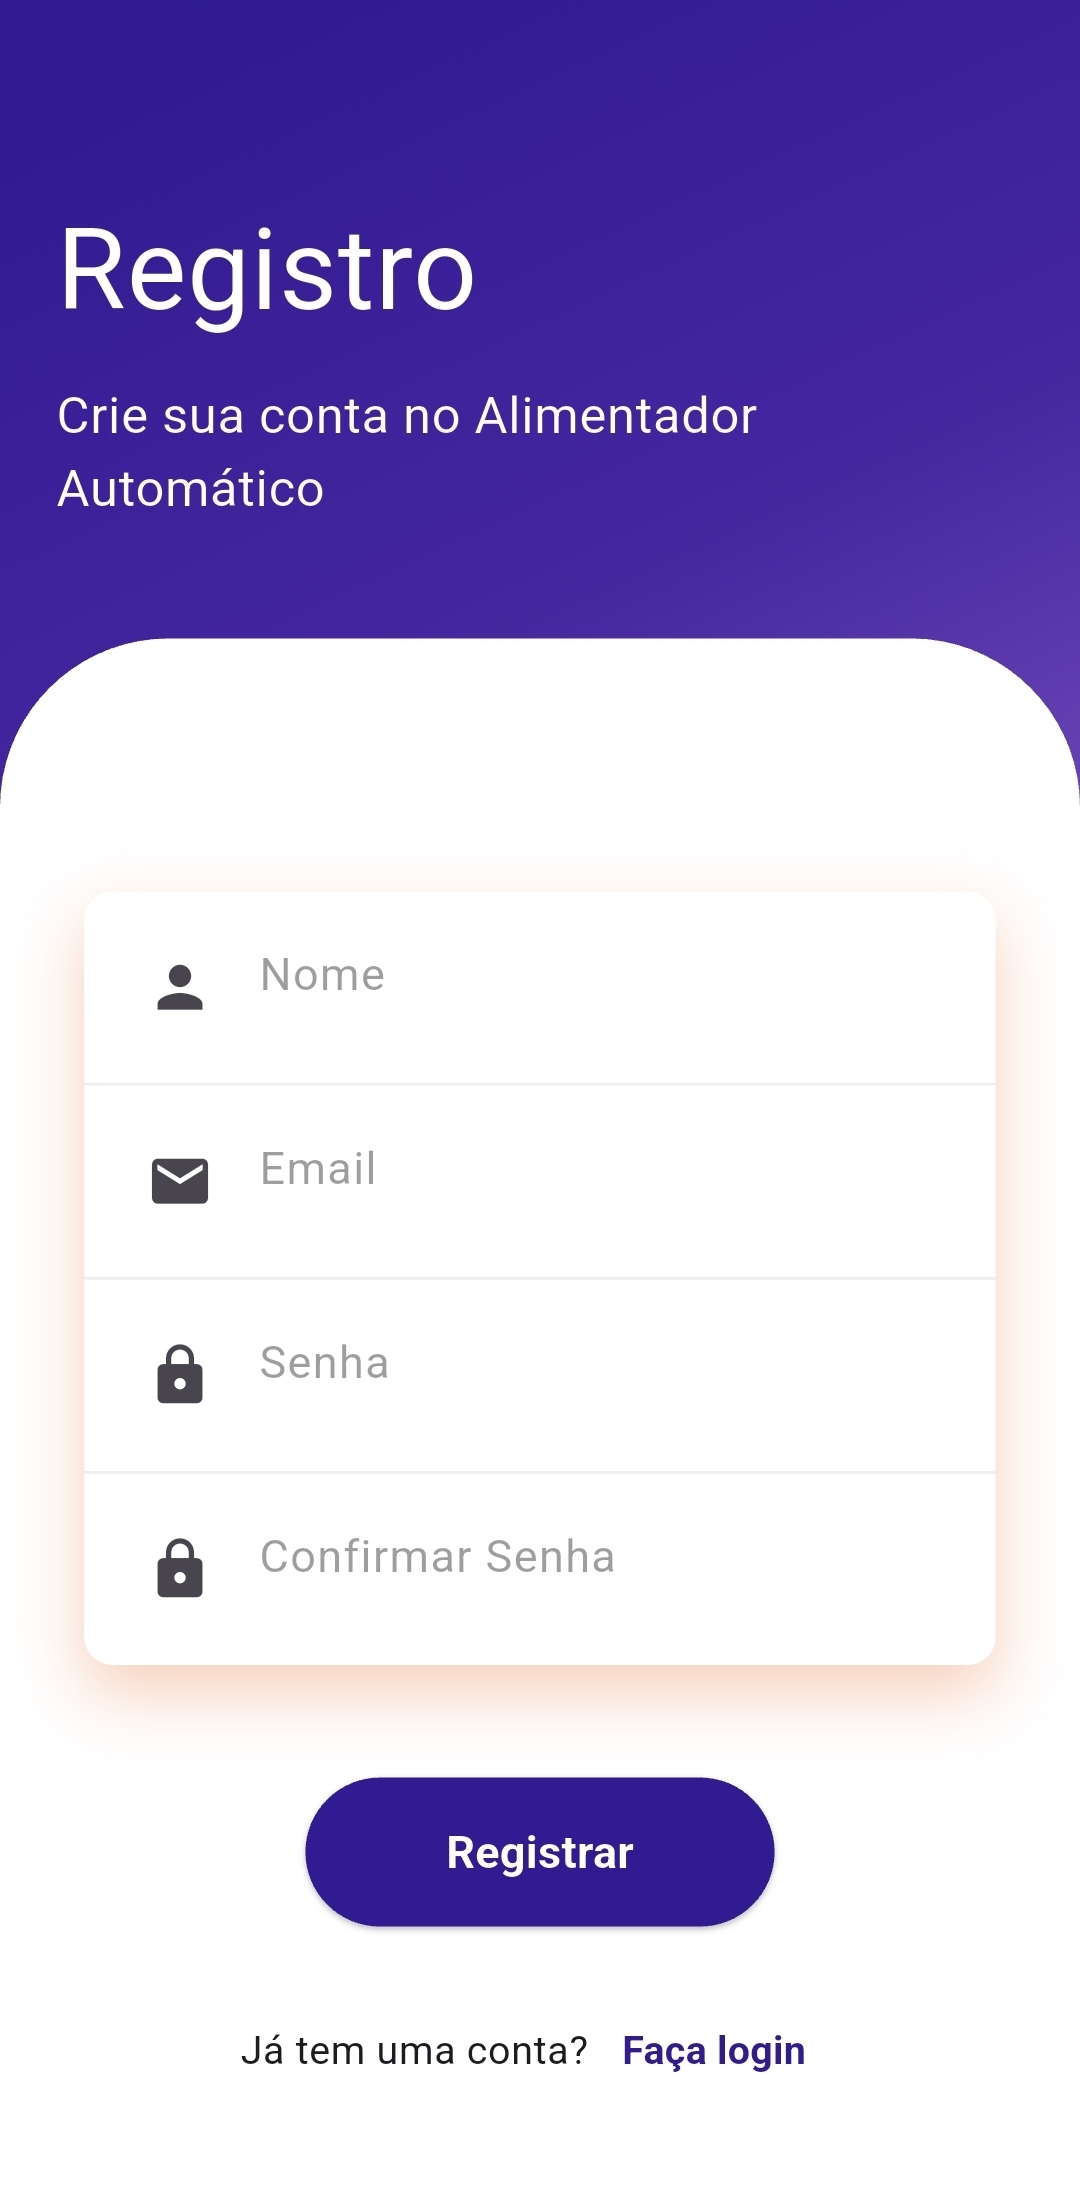 Registro
Crie sua conta no Alimentador
Automático
Nome
Email
Senha
Confirmar Senha
Registrar
Já tem uma conta? Faça login